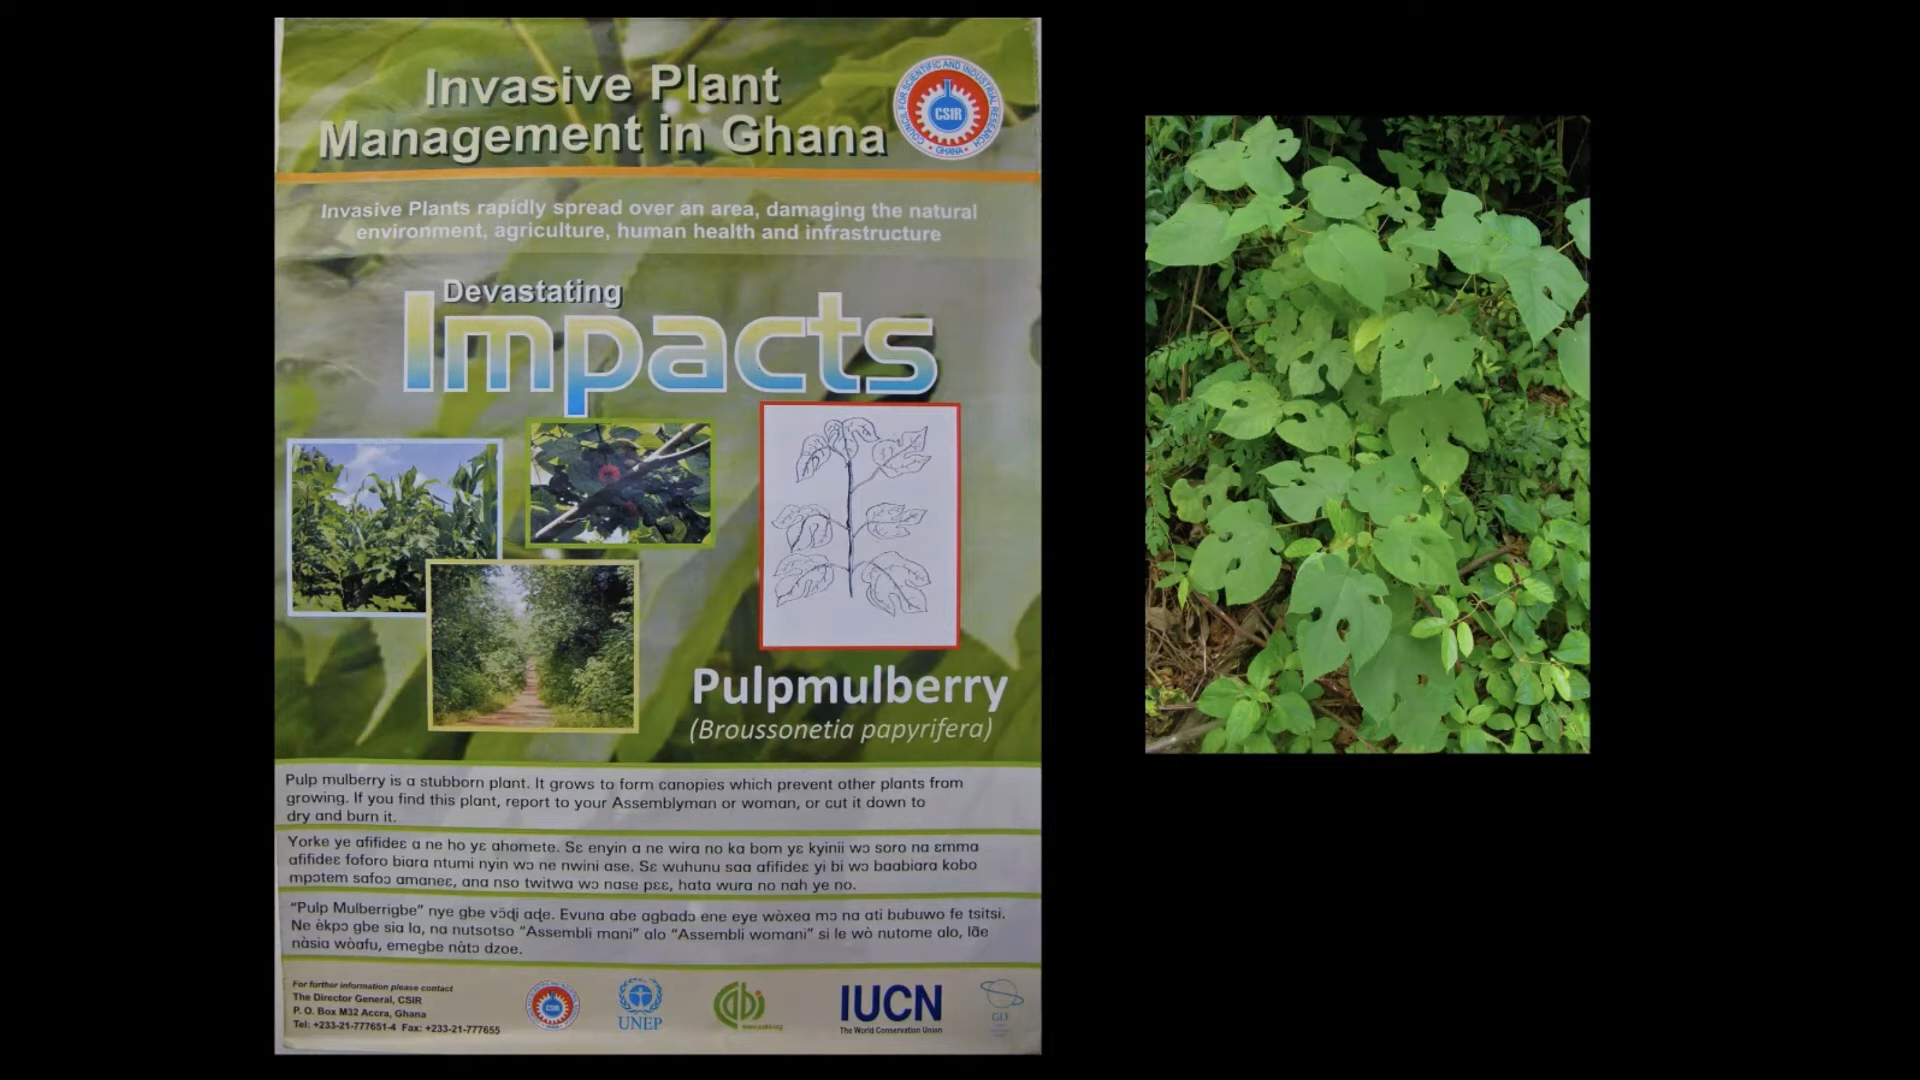 Invasive Plant
Management in Ghana
COUNCIL FOR SCIENTIFIC AND INDUSTRIAL RESEARCH
CSIR
• GHANA •
Invasive Plants rapidly spread over an area, damaging the natural
environment, agriculture, human health and infrastructure
Devastating
Impacts
Pulpmulberry
(Broussonetia papyrifera)
Pulp mulberry is a stubborn plant. It grows to form canopies which prevent other plants from
growing. If you find this plant, report to your Assemblyman or woman, or cut it down to
dry and burn it.
Yorke ye afifideɛ a ne ho yɛ ahomete. Sɛ enyin a ne wira no ka bom yɛ kyinii wɔ soro na ɛmma
afifideɛ foforo biara ntumi nyin wɔ ne nwini ase. Sɛ wuhunu saa afifideɛ yi bi wɔ baabiara kobo
mpɔtem safoɔ amaneɛ, ana nso twitwa wɔ nase pɛɛ, hata wura no nah ye no.
"Pulp Mulberrigbe" nye gbe vɔ̃ɖi aɖe. Evuna abe agbadɔ ene eye wòxea mɔ na ati bubuwo fe tsitsi.
Ne èkpɔ gbe sia la, na nutsotso "Assembli mani" alo "Assembli womani" si le wò nutome alo, lãe
nàsia wòafu, emegbe nàtɔ dzoe.
For further information please contact
The Director General, CSIR
P. O. Box M32 Accra, Ghana
Tel: +233-21-777651-4 Fax: +233-21-777655
CSIR
UNEP
cabi
IUCN
The World Conservation Union
GEF